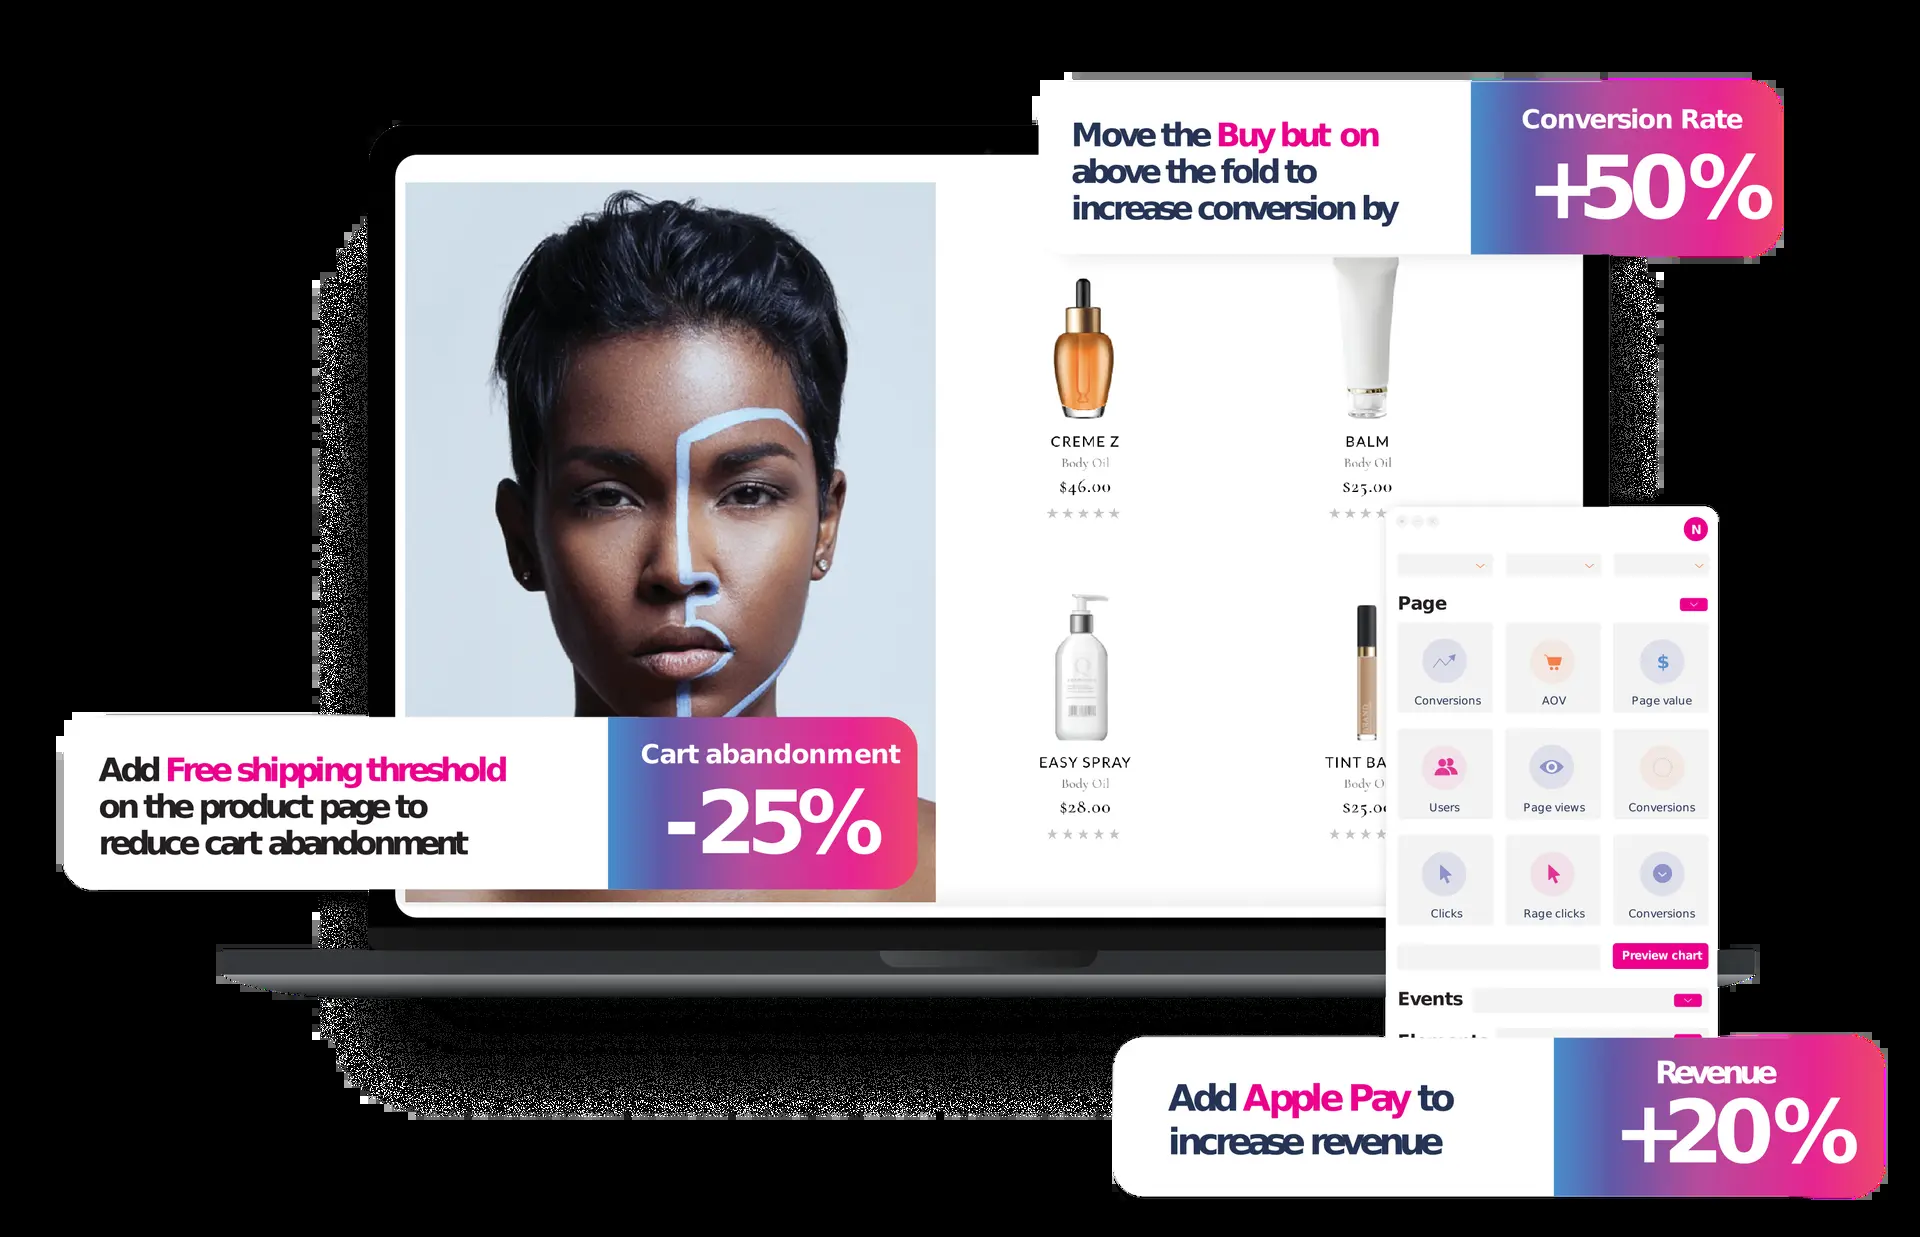 Move the Buy but on
above the fold to
increase conversion by
Conversion Rate
+50%
CREME Z
Body Oil
$46.00
BALM
Body Oil
$25.00
EASY SPRAY
Body Oil
$28.00
TINT BA
Body O
$25.00
Add Free shipping threshold
on the product page to
reduce cart abandonment
Cart abandonment
-25%
N
Page
Conversions
AOV
$
Page value
Users
Page views
Conversions
Clicks
Rage clicks
Conversions
Preview chart
Events
Elements
Add Apple Pay to
increase revenue
Revenue
+20%